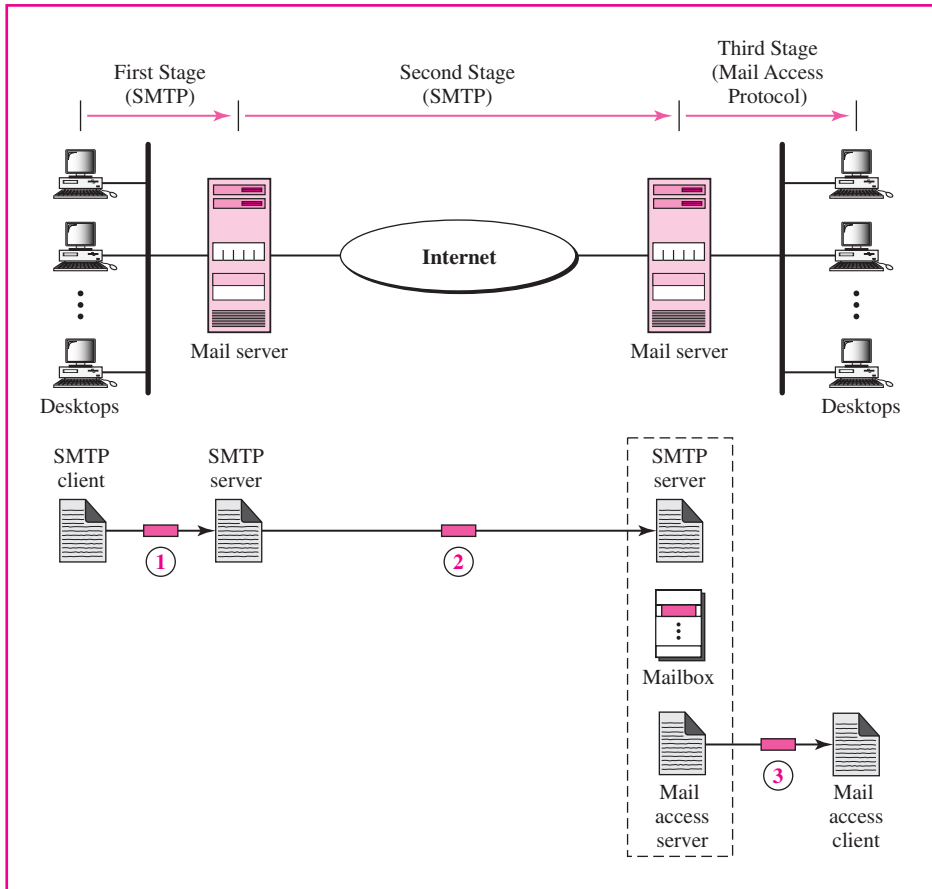 First Stage
(SMTP)
Second Stage
(SMTP)
Third Stage
(Mail Access
Protocol)
Internet
Mail server
Mail server
Desktops
Desktops
SMTP
client
SMTP
server
SMTP
server
1
2
Mailbox
3
Mail
access
server
Mail
access
client